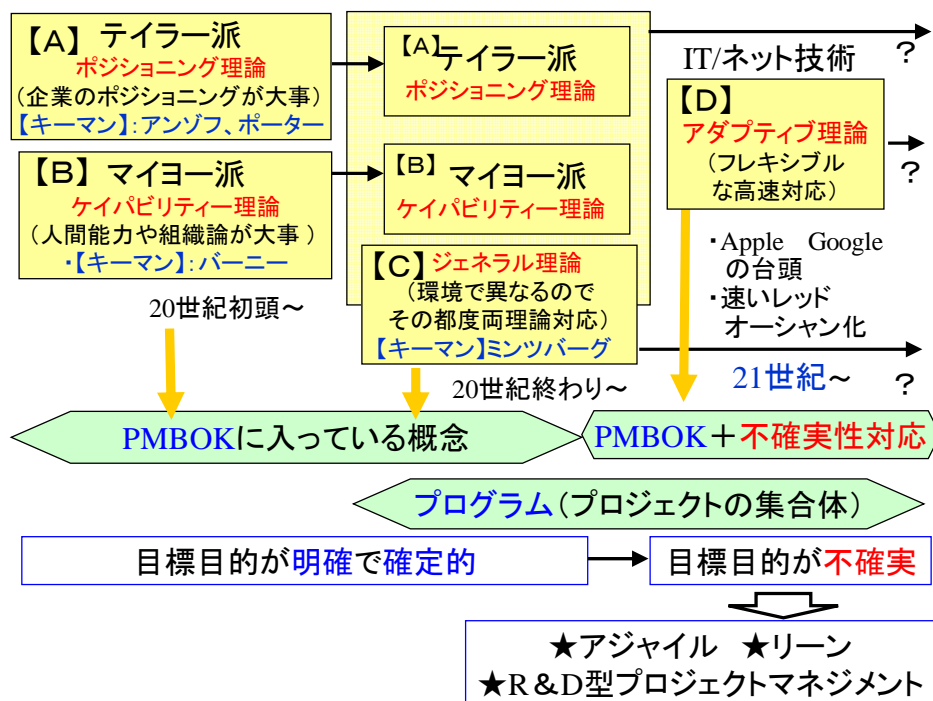 【A】テイラー派
ポジショニング理論
(企業のポジショニングが大事)
【キーマン】:アンゾフ、ポーター
【A】テイラー派
ポジショニング理論
?
IT/ネット技術
【D】
アダプティブ理論
(フレキシブル
な高速対応)
?
【B】マイヨー派
ケイパビリティー理論
(人間能力や組織論が大事 )
・【キーマン】:バーニー
【B】マイヨー派
ケイパビリティー理論
【C】ジェネラル理論
(環境で異なるので
その都度両理論対応)
【キーマン】ミンツバーグ
・Apple Google
の台頭
・速いレッド
オーシャン化
20世紀初頭~
20世紀終わり~
21世紀~
?
PMBOKに入っている概念
PMBOK+不確実性対応
プログラム(プロジェクトの集合体)
目標目的が明確で確定的
目標目的が不確実
★アジャイル ★リーン
★R&D型プロジェクトマネジメント